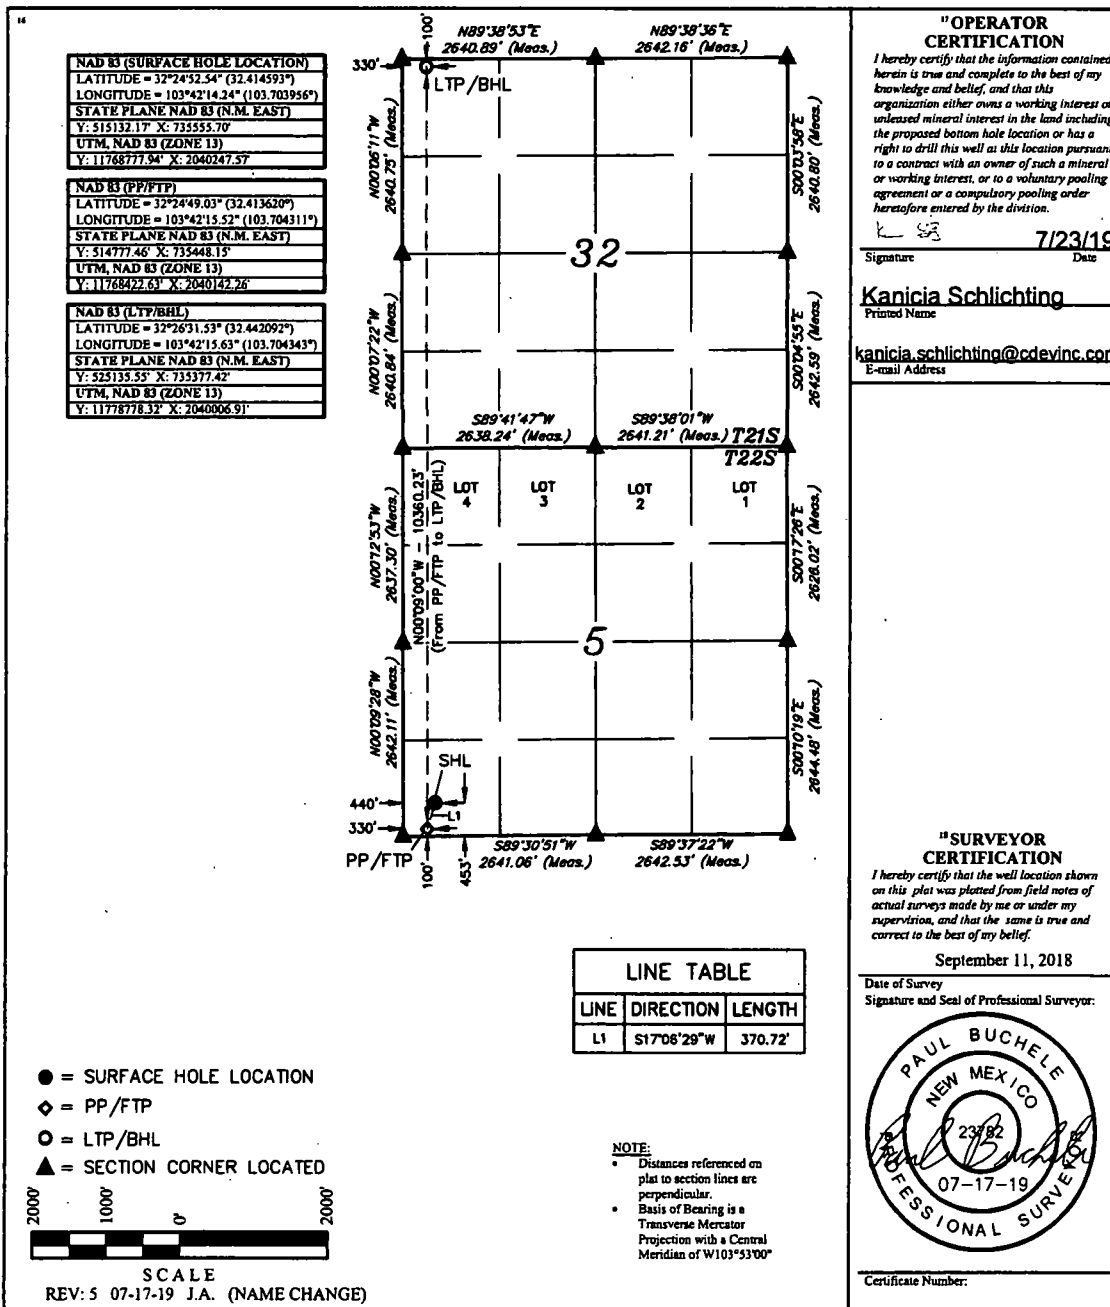 16
NAD 83 (SURFACE HOLE LOCATION)
LATITUDE = 32°24'52.54" (32.414593°)
LONGITUDE = 103°42'14.24" (103.703956°)
STATE PLANE NAD 83 (N.M. EAST)
Y: 515132.17' X: 735555.70'
UTM, NAD 83 (ZONE 13)
Y: 11768777.94' X: 2040247.57'
NAD 83 (PP/FTP)
LATITUDE = 32°24'49.03" (32.413620°)
LONGITUDE = 103°42'15.52" (103.704311°)
STATE PLANE NAD 83 (N.M. EAST)
Y: 514777.46' X: 735448.15'
UTM, NAD 83 (ZONE 13)
Y: 11768422.63' X: 2040142.26'
NAD 83 (LTP/BHL)
LATITUDE = 32°26'31.53" (32.442092°)
LONGITUDE = 103°42'15.63" (103.704343°)
STATE PLANE NAD 83 (N.M. EAST)
Y: 525135.55' X: 735377.42'
UTM, NAD 83 (ZONE 13)
Y: 11778778.32' X: 2040006.91'
100'
N89°38'53"E
2640.89' (Meas.)
N89°38'36"E
2642.16' (Meas.)
330'
LTP/BHL
N00°06'11"W
2640.75' (Meas.)
S00°03'58"E
2640.80' (Meas.)
32
N00°07'22"W
2640.84' (Meas.)
S00°04'55"E
2642.59' (Meas.)
S89°41'47"W
2638.24' (Meas.)
S89°38'01"W
2641.21' (Meas.)
T21S
T22S
LOT
4
LOT
3
LOT
2
LOT
1
N00°12'53"W
2637.30' (Meas.)
N00°09'00"W – 10360.23'
(From PP/FTP to LTP/BHL)
S00°17'26"E
2626.02' (Meas.)
5
N00°09'28"W
2642.11' (Meas.)
S00°10'19"E
2644.48' (Meas.)
SHL
440'
L1
330'
PP/FTP
100'
453'
S89°30'51"W
2641.06' (Meas.)
S89°37'22"W
2642.53' (Meas.)
LINE TABLE
LINE DIRECTION LENGTH
L1 S17°06'29"W 370.72'
= SURFACE HOLE LOCATION
= PP/FTP
= LTP/BHL
= SECTION CORNER LOCATED
2000' 1000' 0' 2000'
SCALE
REV: 5 07-17-19 J.A. (NAME CHANGE)
NOTE:
• Distances referenced on
plat to section lines are
perpendicular.
• Basis of Bearing is a
Transverse Mercator
Projection with a Central
Meridian of W103°53'00"
17 OPERATOR
CERTIFICATION
I hereby certify that the information contained
herein is true and complete to the best of my
knowledge and belief, and that this
organization either owns a working interest or
unleased mineral interest in the land including
the proposed bottom hole location or has a
right to drill this well at this location pursuant
to a contract with an owner of such a mineral
or working interest, or to a voluntary pooling
agreement or a compulsory pooling order
heretofore entered by the division.
7/23/19
Signature Date
Kanicia Schlichting
Printed Name
kanicia.schlichting@cdevinc.com
E-mail Address
18 SURVEYOR
CERTIFICATION
I hereby certify that the well location shown
on this plat was plotted from field notes of
actual surveys made by me or under my
supervision, and that the same is true and
correct to the best of my belief.
September 11, 2018
Date of Survey
Signature and Seal of Professional Surveyor:
PAUL BUCHELE
NEW MEXICO
23782
07-17-19
PROFESSIONAL SURVEYOR
Certificate Number: